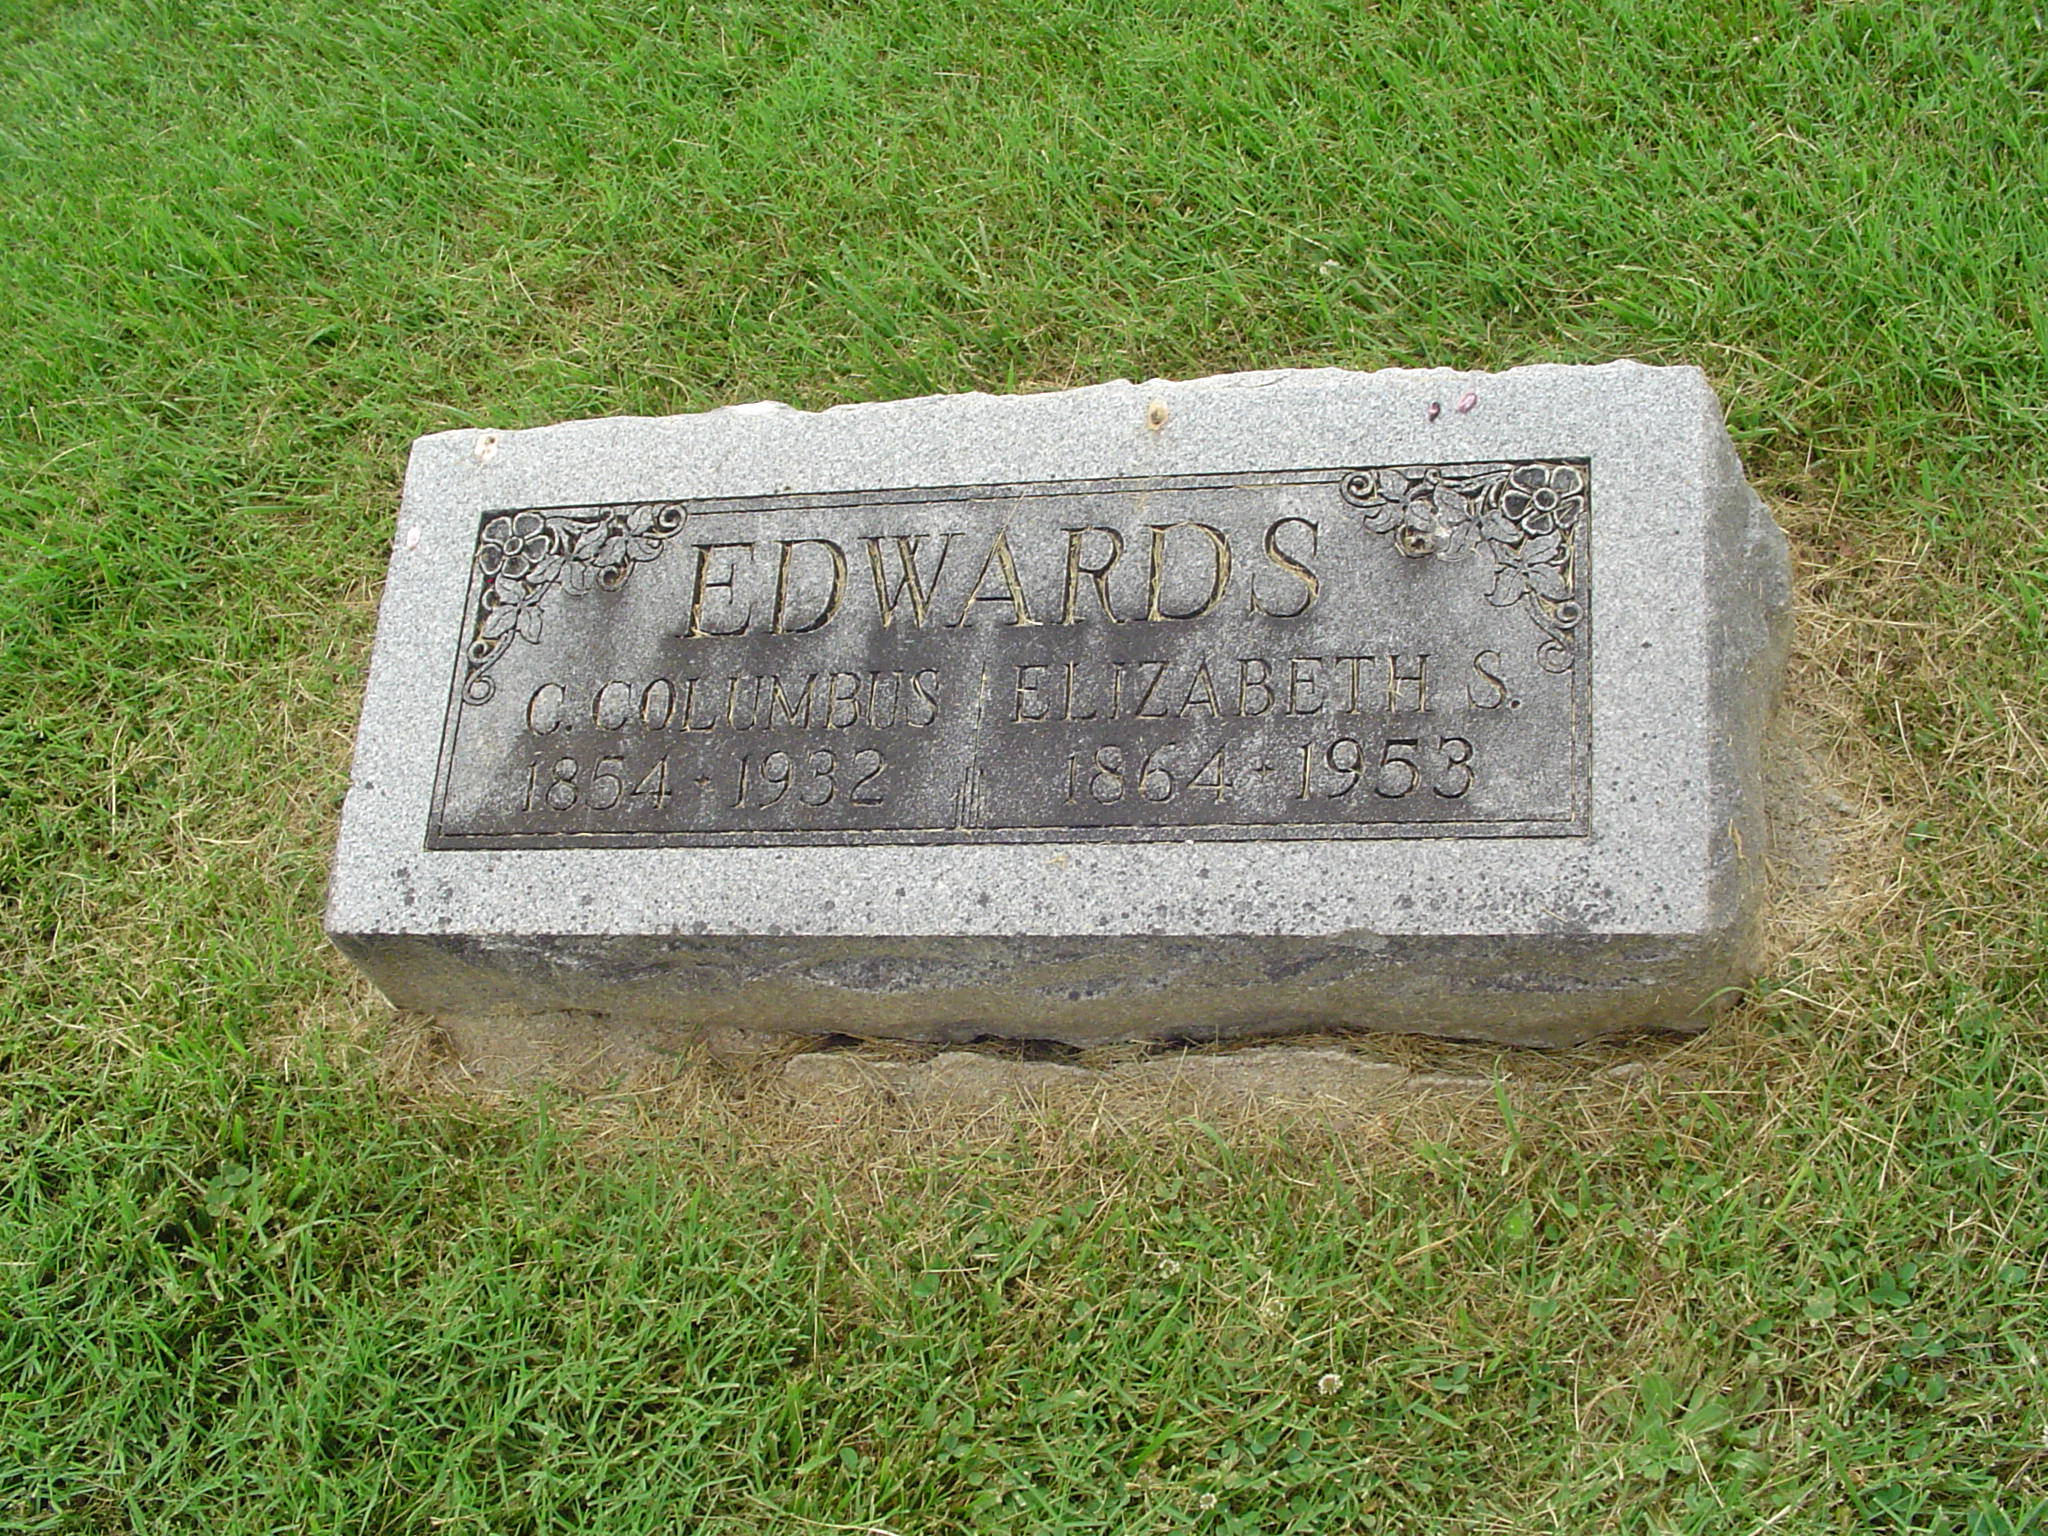 EDWARDS
C. COLUMBUS
1854 + 1932
ELIZABETH S.
1864 + 1953